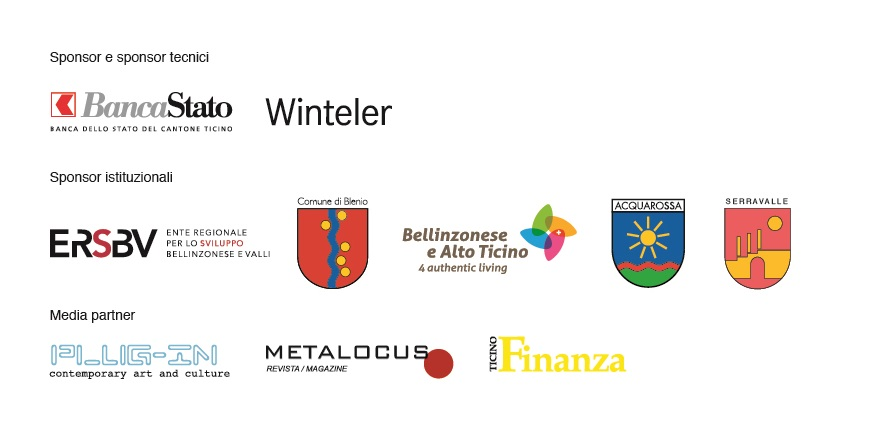 Sponsor e sponsor tecnici
BancaStato
BANCA DELLO STATO DEL CANTONE TICINO
Winteler
Sponsor istituzionali
ERSBV
ENTE REGIONALE
PER LO SVILUPPO
BELLINZONESE E VALLI
Comune di Blenio
Bellinzonese
e Alto Ticino
4 authentic living
ACQUAROSSA
SERRAVALLE
Media partner
PLUG-IN
contemporary art and culture
METALOCUS
REVISTA / MAGAZINE
TICINO
Finanza